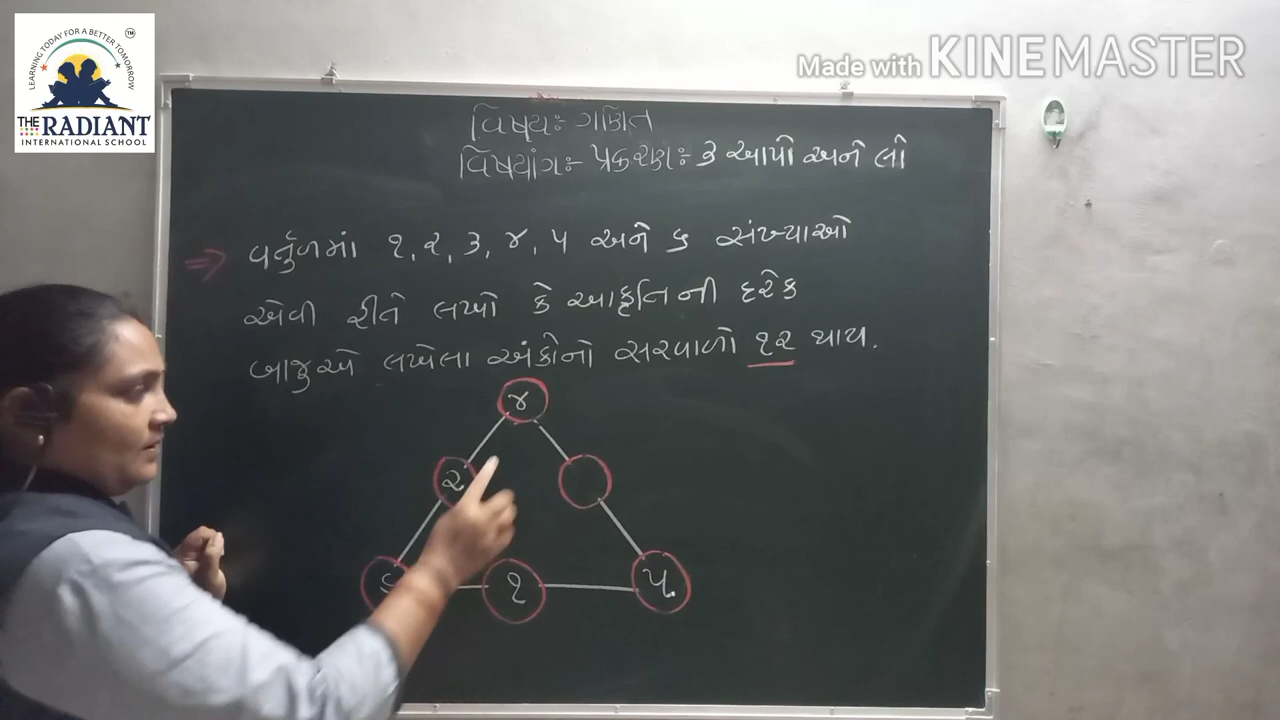 LEARNING TODAY FOR A BETTER TOMORROW
TM
THE RADIANT
INTERNATIONAL SCHOOL
Made with KINEMASTER
વિષયઃ- ગણિત
વિષયાંગઃ- પ્રકરણઃ- ૩ આપો અને લો
⇒ વર્તુળમાં ૧, ૨, ૩, ૪, ૫ અને ૬ સંખ્યાઓ
એવી રીતે લખો કે આકૃતિની દરેક
બાજુએ લખેલા અંકોનો સરવાળો ૧૨ થાય.
૪
૨
૬ ૧ ૫